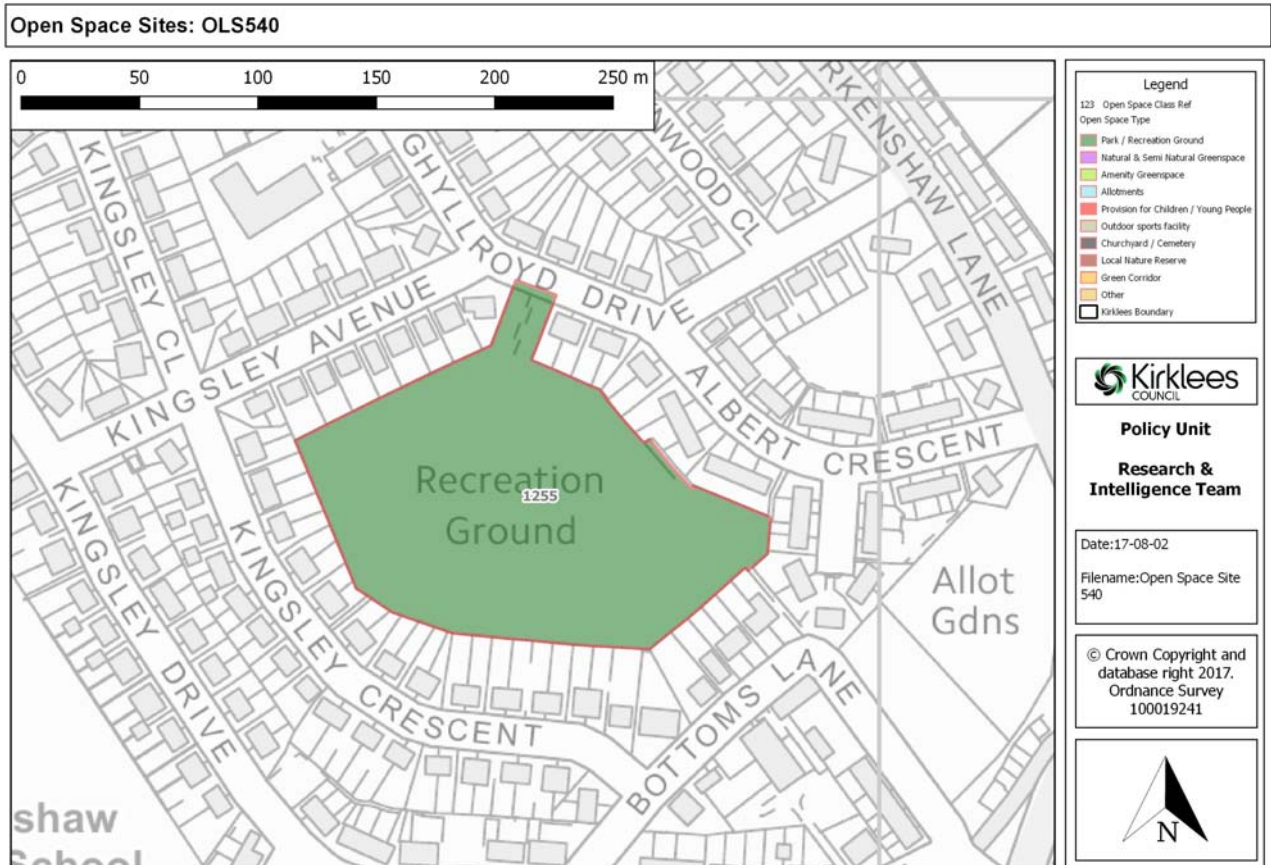 Open Space Sites: OLS540
0 50 100 150 200 250 m
KINGSLEY CL
GHYLLROYD DRIVE
NWOOD CL
RKENSHAW LANE
KINGSLEY AVENUE
ALBERT CRESCENT
Recreation
1255
Ground
KINGSLEY DRIVE
KINGSLEY CRESCENT
BOTTOMS LANE
Allot
Gdns
shaw
School
Legend
123 Open Space Class Ref
Open Space Type
Park / Recreation Ground
Natural & Semi Natural Greenspace
Amenity Greenspace
Allotments
Provision for Children / Young People
Outdoor sports facility
Churchyard / Cemetery
Local Nature Reserve
Green Corridor
Other
Kirklees Boundary
Kirklees
COUNCIL
Policy Unit
Research &
Intelligence Team
Date:17-08-02
Filename:Open Space Site
540
© Crown Copyright and
database right 2017.
Ordnance Survey
100019241
N